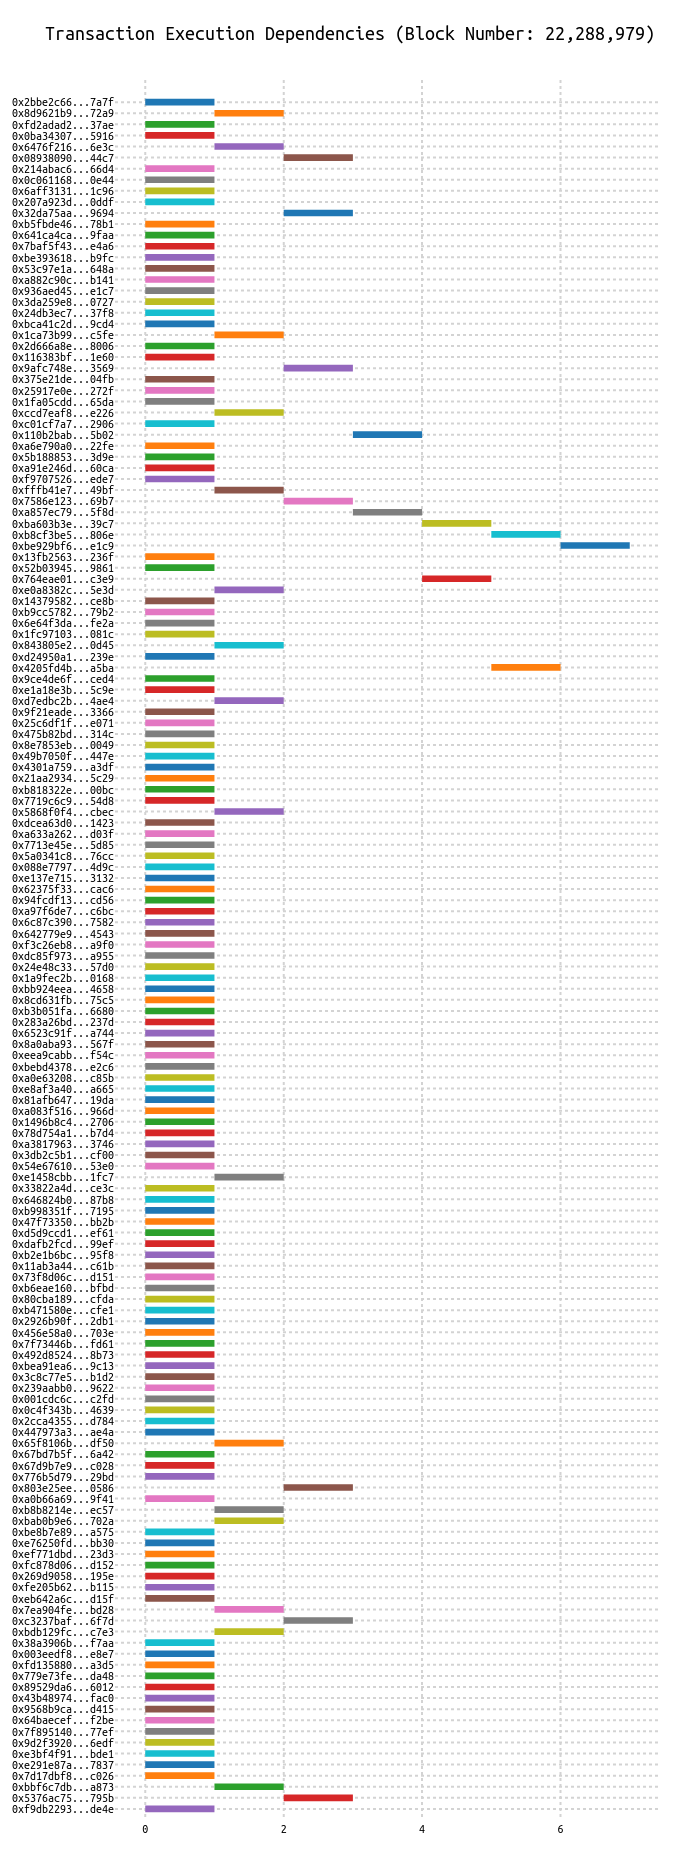 Transaction Execution Dependencies (Block Number: 22,288,979)
0x2bbe2c66...7a7f
0x8d9621b9...72a9
0xfd2adad2...37ae
0x0ba34307...5916
0x6476f216...6e3c
0x08938090...44c7
0x214abac6...66d4
0x0c061168...0e44
0x6aff3131...1c96
0x207a923d...0ddf
0x32da75aa...9694
0xb5fbde46...78b1
0x641ca4ca...9faa
0x7baf5f43...e4a6
0xbe393618...b9fc
0x53c97e1a...648a
0xa882c90c...b141
0x936aed45...e1c7
0x3da259e8...0727
0x24db3ec7...37f8
0xbca41c2d...9cd4
0x1ca73b99...c5fe
0x2d666a8e...8006
0x116383bf...1e60
0x9afc748e...3569
0x375e21de...04fb
0x25917e0e...272f
0x1fa05cdd...65da
0xccd7eaf8...e226
0xc01cf7a7...2906
0x110b2bab...5b02
0xa6e790a0...22fe
0x5b188853...3d9e
0xa91e246d...60ca
0xf9707526...ede7
0xfffb41e7...49bf
0x7586e123...69b7
0xa857ec79...5f8d
0xba603b3e...39c7
0xb8cf3be5...806e
0xbe929bf6...e1c9
0x13fb2563...236f
0x52b03945...9861
0x764eae01...c3e9
0xe0a8382c...5e3d
0x14379582...ce8b
0xb9cc5782...79b2
0x6e64f3da...fe2a
0x1fc97103...081c
0x843805e2...0d45
0xd24950a1...239e
0x4205fd4b...a5ba
0x9ce4de6f...ced4
0xe1a18e3b...5c9e
0xd7edbc2b...4ae4
0x9f21eade...3366
0x25c6df1f...e071
0x475b82bd...314c
0x8e7853eb...0049
0x49b7050f...447e
0x4301a759...a3df
0x21aa2934...5c29
0xb818322e...00bc
0x7719c6c9...54d8
0x5868f0f4...cbec
0xdcea63d0...1423
0xa633a262...d03f
0x7713e45e...5d85
0x5a0341c8...76cc
0x088e7797...4d9c
0xe137e715...3132
0x62375f33...cac6
0x94fcdf13...cd56
0xa97f6de7...c6bc
0x6c87c390...7582
0x642779e9...4543
0xf3c26eb8...a9f0
0xdc85f973...a955
0x24e48c33...57d0
0x1a9fec2b...0168
0xbb924eea...4658
0x8cd631fb...75c5
0xb3b051fa...6680
0x283a26bd...237d
0x6523c91f...a744
0x8a0aba93...567f
0xeea9cabb...f54c
0xbebd4378...e2c6
0xa0e63208...c85b
0xe8af3a40...a665
0x81afb647...19da
0xa083f516...966d
0x1496b8c4...2706
0x78d754a1...b7d4
0xa3817963...3746
0x3db2c5b1...cf00
0x54e67610...53e0
0xe1458cbb...1fc7
0x33822a4d...ce3c
0x646824b0...87b8
0xb998351f...7195
0x47f73350...bb2b
0xd5d9ccd1...ef61
0xdafb2fcd...99ef
0xb2e1b6bc...95f8
0x11ab3a44...c61b
0x73f8d06c...d151
0xb6eae160...bfbd
0x80cba189...cfda
0xb471580e...cfe1
0x2926b90f...2db1
0x456e58a0...703e
0x7f73446b...fd61
0x492d8524...8b73
0xbea91ea6...9c13
0x3c8c77e5...b1d2
0x239aabb0...9622
0x001cdc6c...c2fd
0x0c4f343b...4639
0x2cca4355...d784
0x447973a3...ae4a
0x65f8106b...df50
0x67bd7b5f...6a42
0x67d9b7e9...c028
0x776b5d79...29bd
0x803e25ee...0586
0xa0b66a69...9f41
0xb8b8214e...ec57
0xbab0b9e6...702a
0xbe8b7e89...a575
0xe76250fd...bb30
0xef771dbd...23d3
0xfc878d06...d152
0x269d9058...195e
0xfe205b62...b115
0xeb642a6c...d15f
0x7ea904fe...bd28
0xc3237baf...6f7d
0xbdb129fc...c7e3
0x38a3906b...f7aa
0x003eedf8...e8e7
0xfd135880...a3d5
0x779e73fe...da48
0x89529da6...6012
0x43b48974...fac0
0x9568b9ca...d415
0x64baecef...f2be
0x7f895140...77ef
0x9d2f3920...6edf
0xe3bf4f91...bde1
0xe291e87a...7837
0x7d17dbf8...c026
0xbbf6c7db...a873
0x5376ac75...795b
0xf9db2293...de4e
0 2 4 6